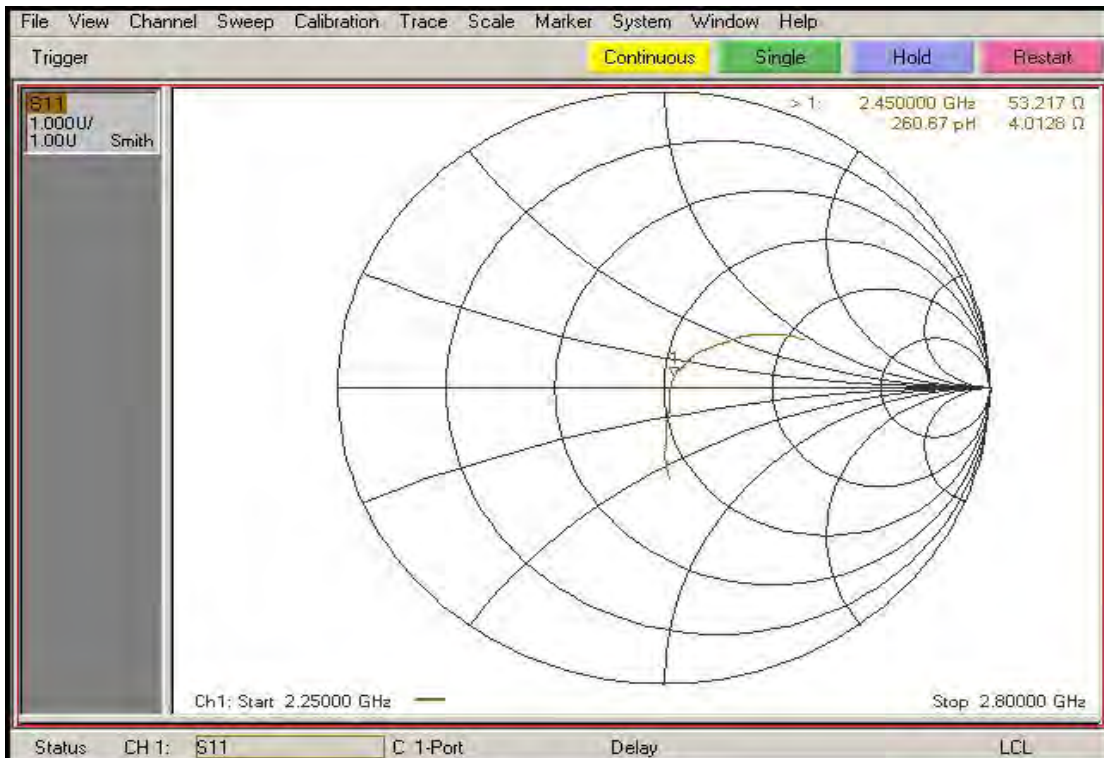 File View Channel Sweep Calibration Trace Scale Marker System Window Help
Trigger Continuous Single Hold Restart
S11
1.000U/
1.00U Smith
> 1: 2.450000 GHz 53.217 Ω
260.67 pH 4.0128 Ω
1
Ch1: Start 2.25000 GHz Stop 2.80000 GHz
Status CH 1: S11 C 1-Port Delay LCL